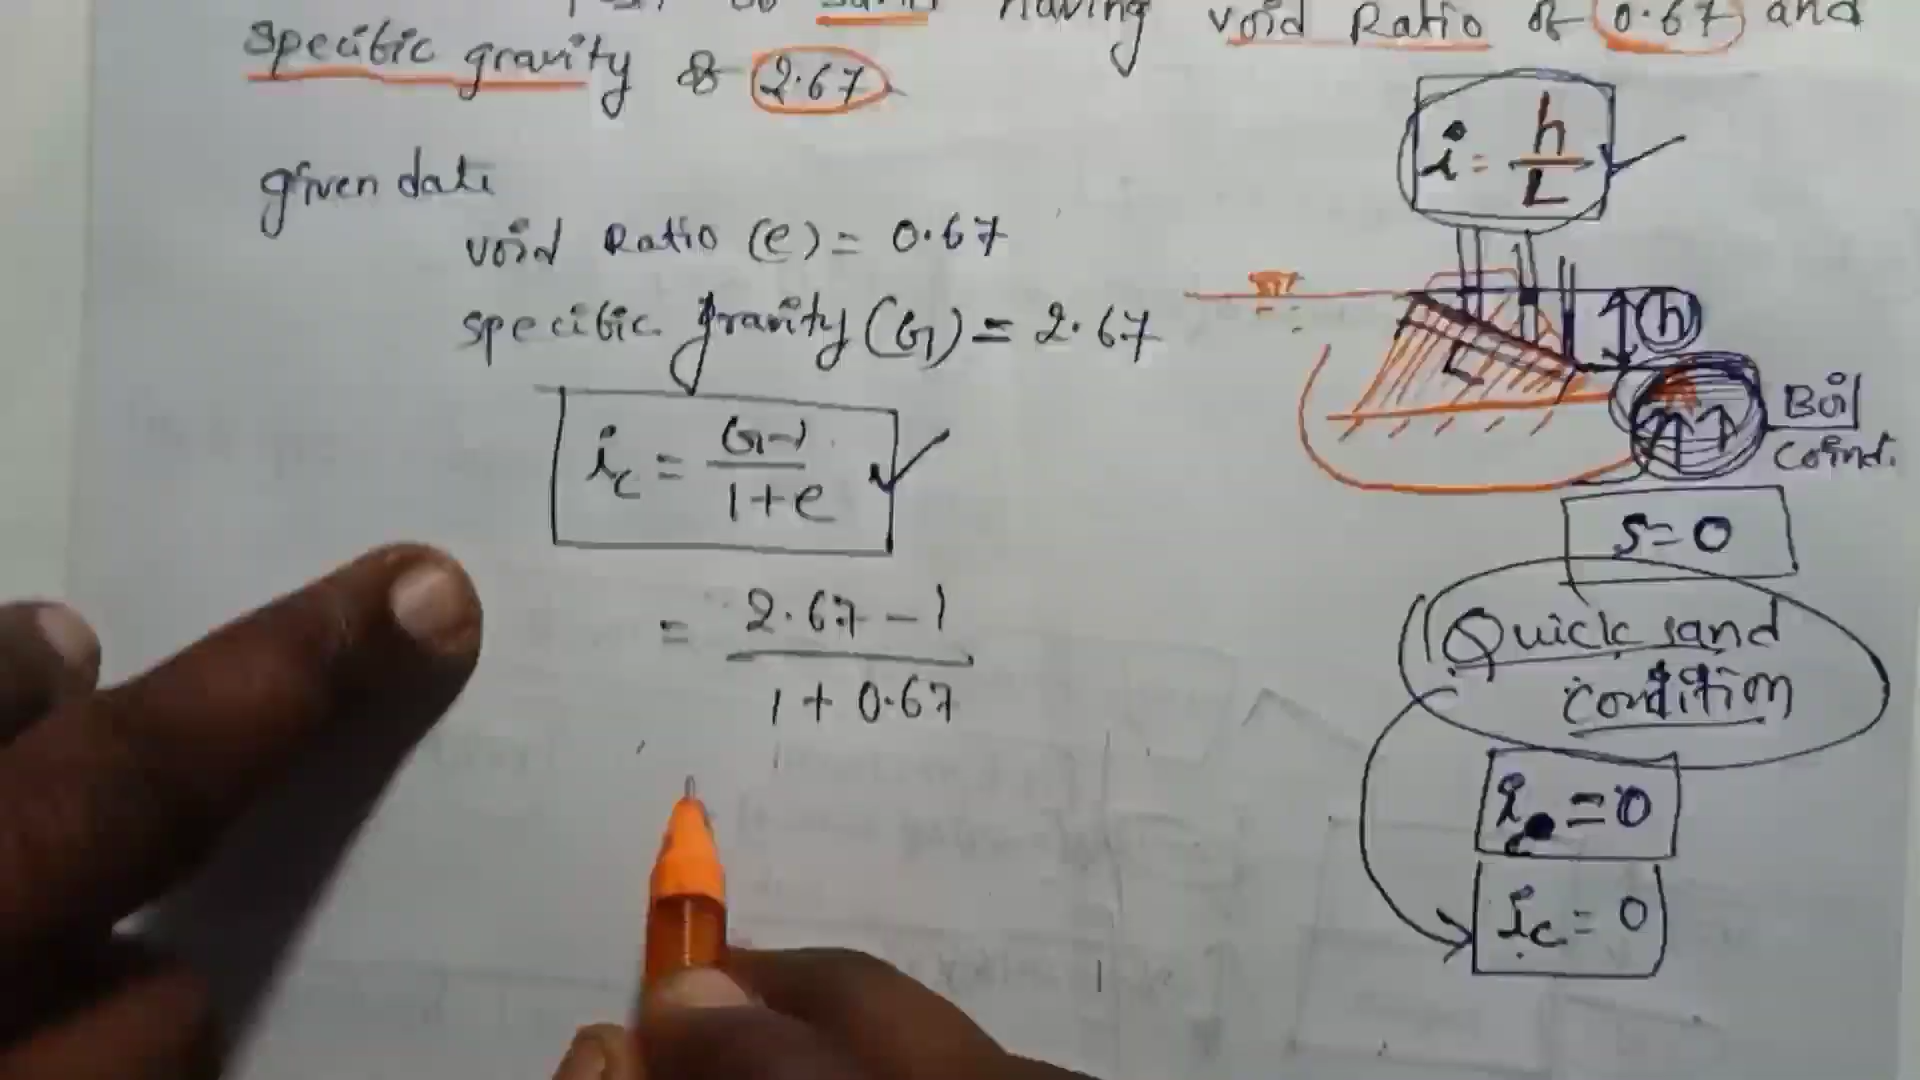 having void Ratio of 0.67 and
specific gravity of 2.67
given date
void Ratio (e) = 0.67
specific gravity (G) = 2.67
ic = G-1 / 1+e
= 2.67 - 1 / 1 + 0.67
i = h / L
h
L
Boil
Coind.
S = 0
Quick sand
condition
ic = 0
ic = 0